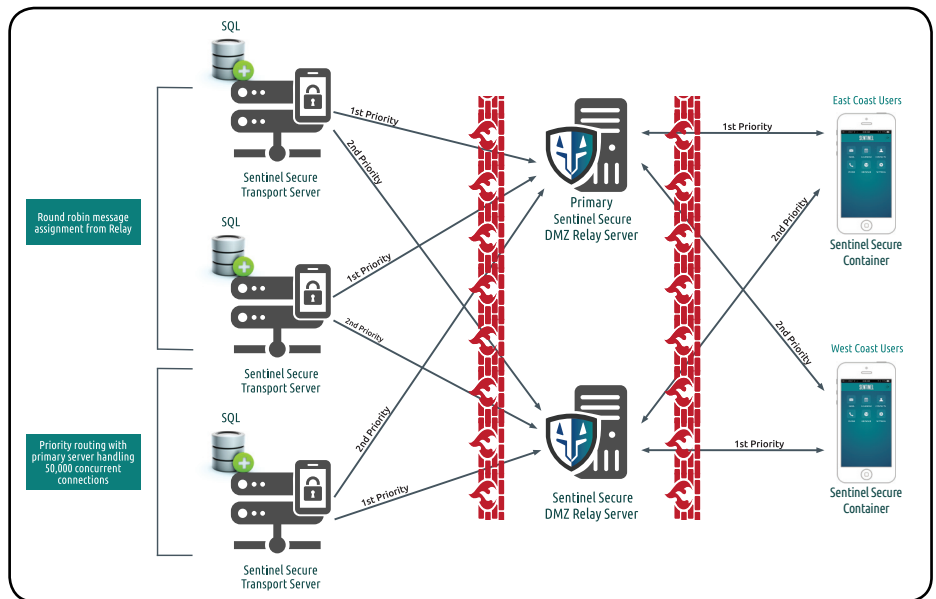 SQL
1st Priority
2nd Priority
Sentinel Secure
Transport Server
Round robin message
assignment from Relay
SQL
1st Priority
2nd Priority
Sentinel Secure
Transport Server
Priority routing with
primary server handling
50,000 concurrent
connections
SQL
2nd Priority
1st Priority
Sentinel Secure
Transport Server
Primary
Sentinel Secure
DMZ Relay Server
Sentinel Secure
DMZ Relay Server
1st Priority
2nd Priority
2nd Priority
1st Priority
East Coast Users
SENTINEL
Sentinel Secure
Container
West Coast Users
SENTINEL
Sentinel Secure
Container